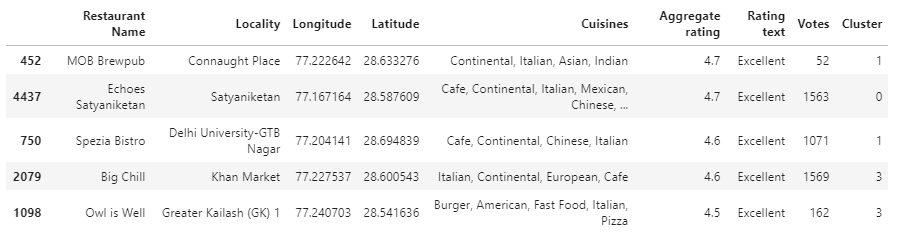 Restaurant Name Locality Longitude Latitude Cuisines Aggregate rating Rating text Votes Cluster
452 MOB Brewpub Connaught Place 77.222642 28.633276 Continental, Italian, Asian, Indian 4.7 Excellent 52 1
4437 Echoes Satyaniketan Satyaniketan 77.167164 28.587609 Cafe, Continental, Italian, Mexican, Chinese, ... 4.7 Excellent 1563 0
750 Spezia Bistro Delhi University-GTB Nagar 77.204141 28.694839 Cafe, Continental, Chinese, Italian 4.6 Excellent 1071 1
2079 Big Chill Khan Market 77.227537 28.600543 Italian, Continental, European, Cafe 4.6 Excellent 1569 3
1098 Owl is Well Greater Kailash (GK) 1 77.240703 28.541636 Burger, American, Fast Food, Italian, Pizza 4.5 Excellent 162 3